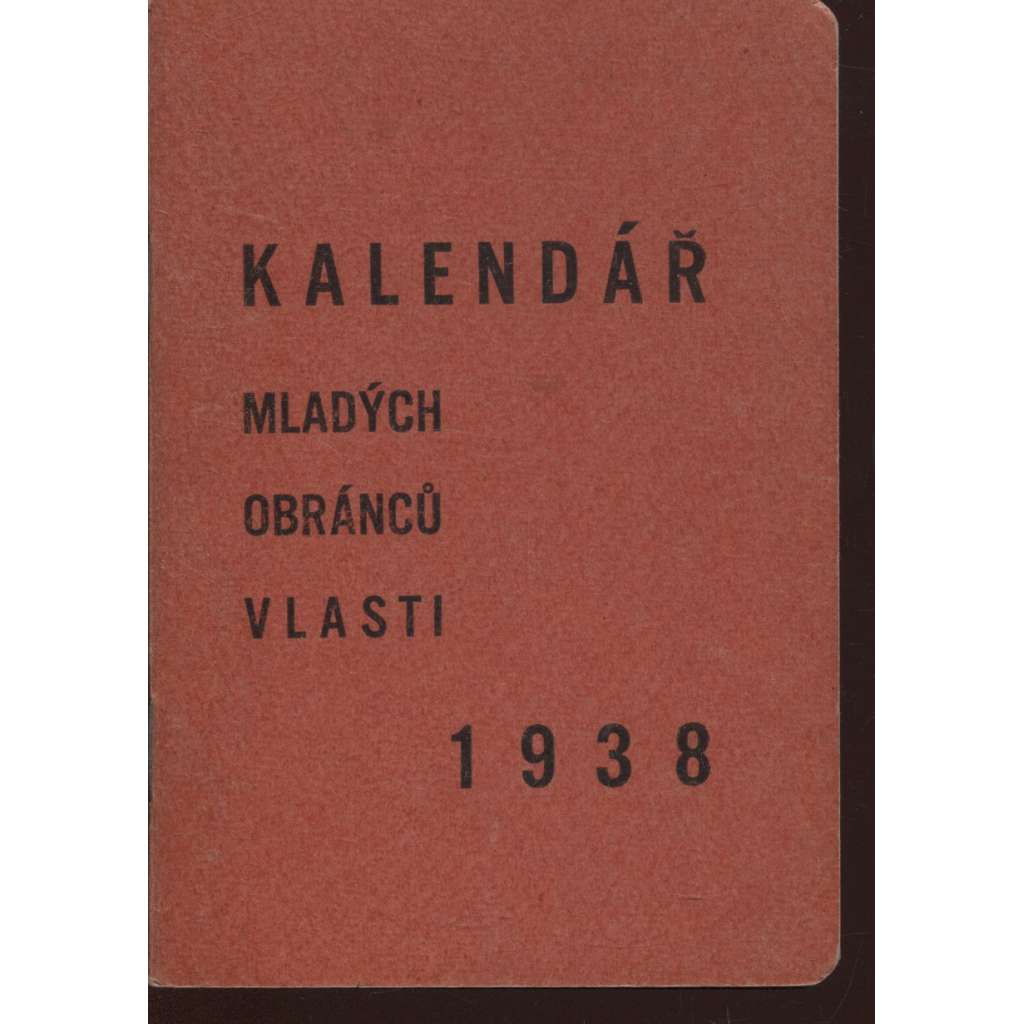 KALENDÁŘ
MLADÝCH
OBRÁNCŮ
VLASTI
1938